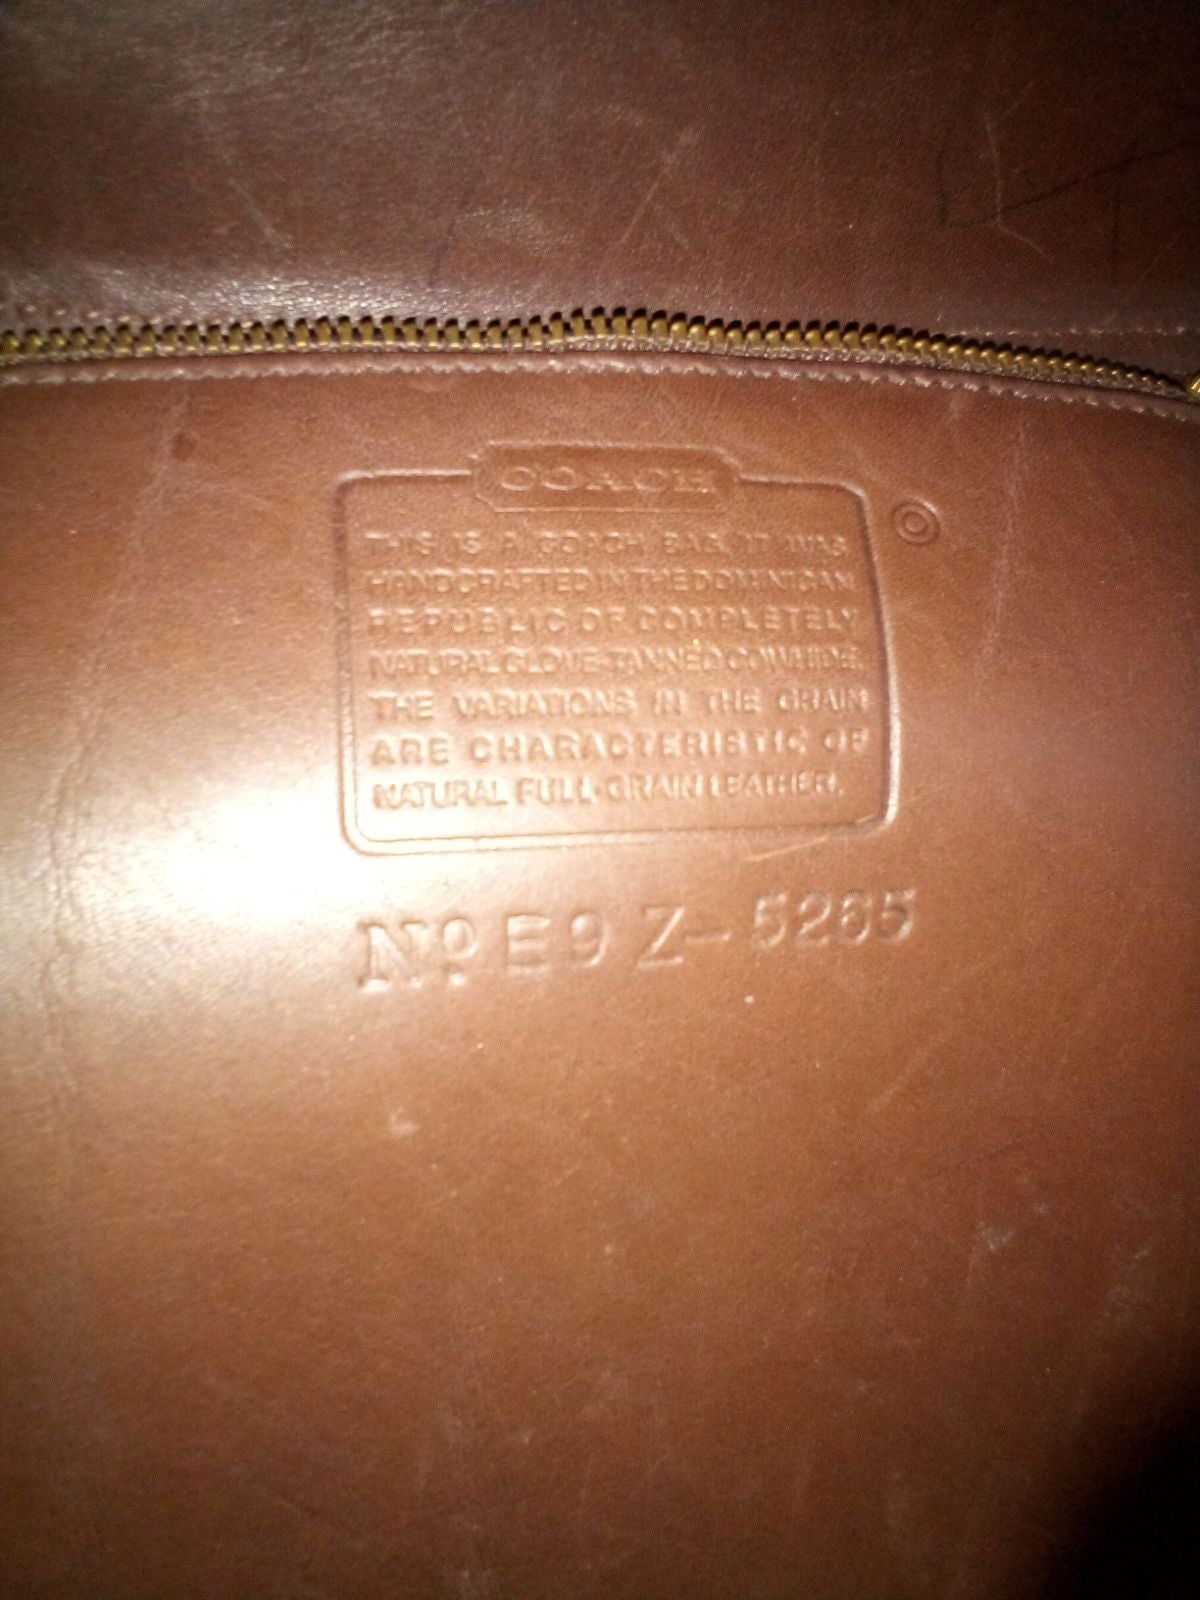 COACH
©
THIS IS A COACH BAG. IT WAS
HANDCRAFTED IN THE DOMINICAN
REPUBLIC OF COMPLETELY
NATURAL GLOVE-TANNED COWHIDE.
THE VARIATIONS IN THE GRAIN
ARE CHARACTERISTIC OF
NATURAL FULL-GRAIN LEATHER.
Nº E9Z-5265